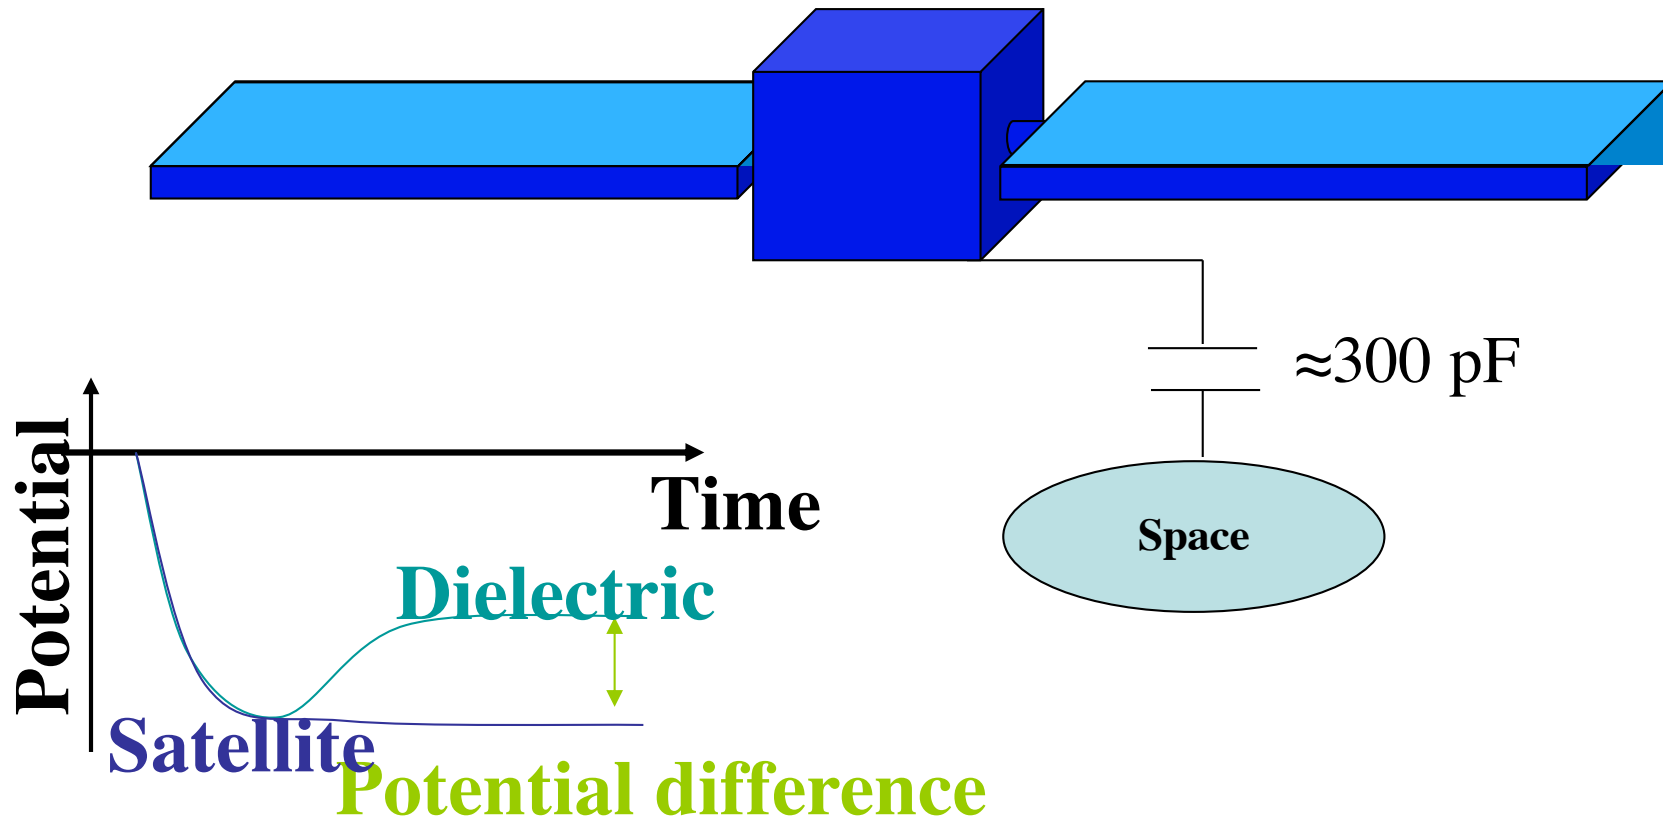 ≈300 pF
Potential
Time
Space
Dielectric
Satellite
Potential difference